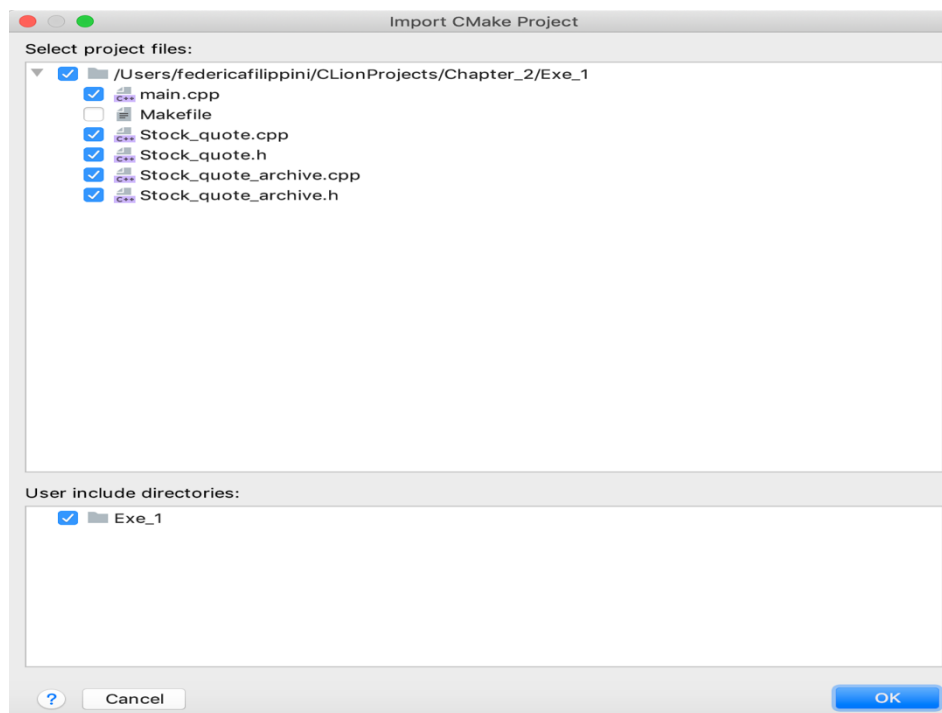 Import CMake Project
Select project files:
/Users/federicafilippini/CLionProjects/Chapter_2/Exe_1
C++ main.cpp
Makefile
C++ Stock_quote.cpp
C++ Stock_quote.h
C++ Stock_quote_archive.cpp
C++ Stock_quote_archive.h
User include directories:
Exe_1
? Cancel OK